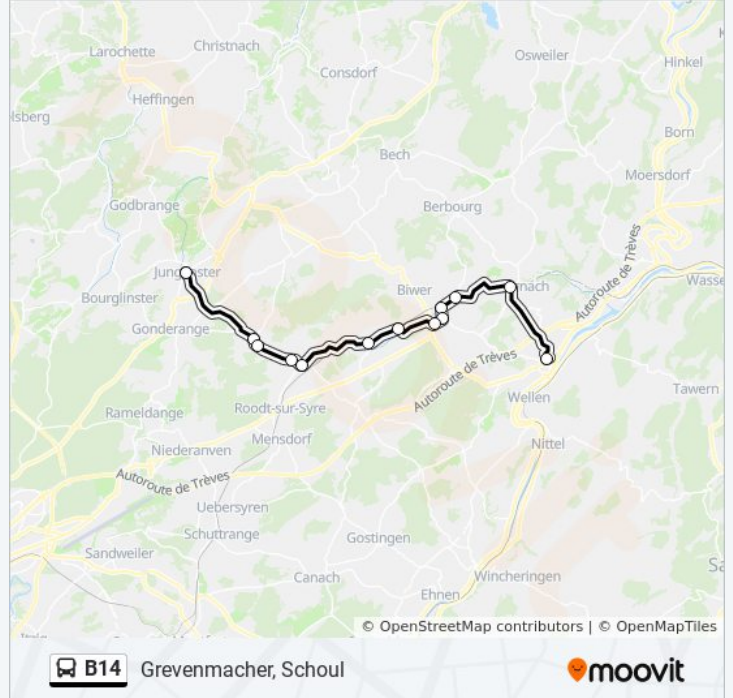 Larochette
Christnach
Osweiler
Hinkel
Consdorf
Heffingen
Born
Bech
Moersdorf
Godbrange
Berbourg
Autoroute de Trèves
Bourglinster
Biwer
Gonderange
Autoroute de Trèves
Tawern
Wellen
Rameldange
Roodt-sur-Syre
Mensdorf
Nittel
Niederanven
Autoroute de Trèves
Uebersyren
Schuttrange
Gostingen
Sandweiler
Canach
Wincheringen
Ehnen
© OpenStreetMap contributors | © OpenMapTiles
B14 Grevenmacher, Schoul
moovit